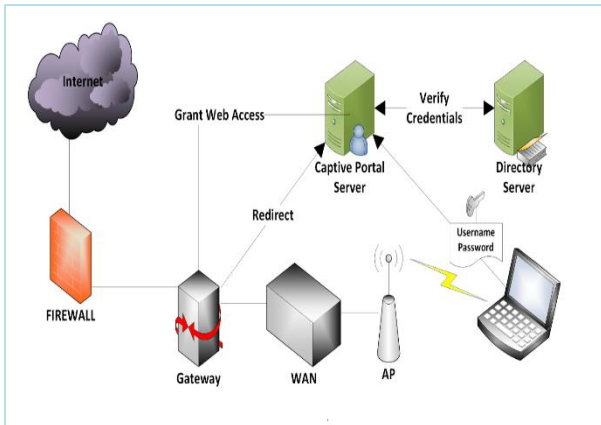 Internet
Grant Web Access
Verify
Credentials
Captive Portal
Server
Directory
Server
Redirect
Username
Password
FIREWALL
Gateway
WAN
AP